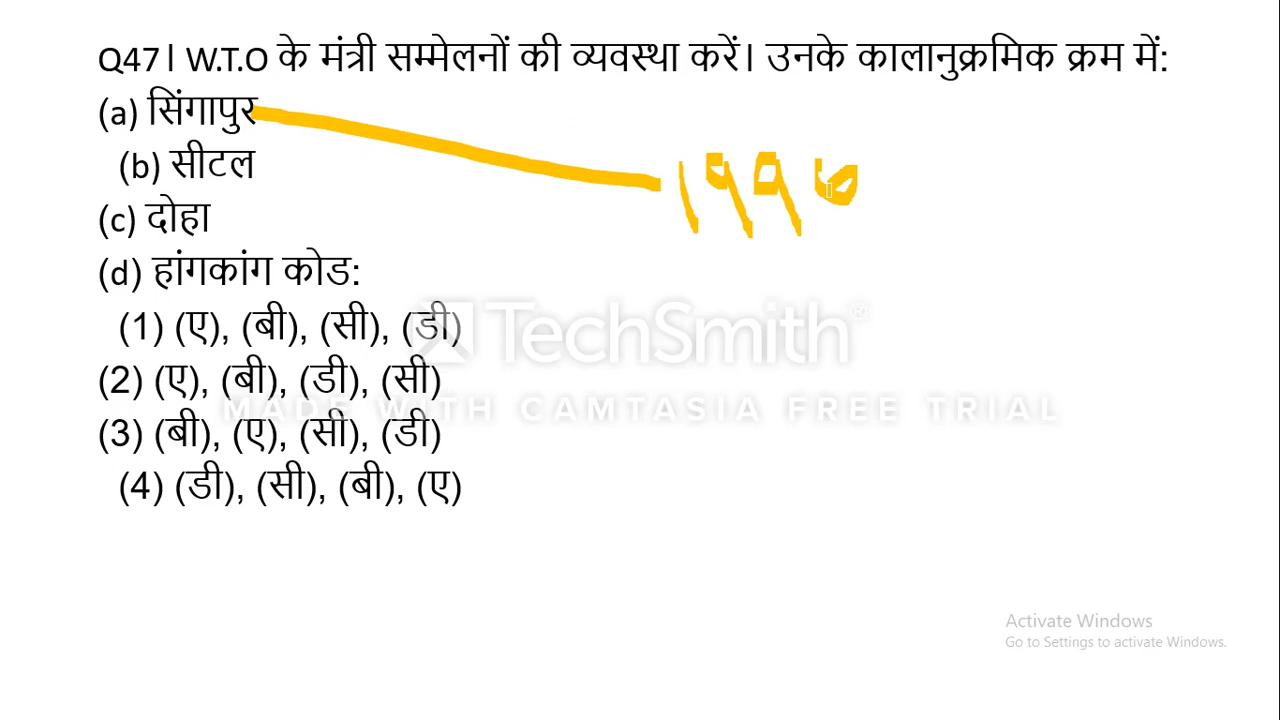 Q47। W.T.O के मंत्री सम्मेलनों की व्यवस्था करें। उनके कालानुक्रमिक क्रम में:
(a) सिंगापुर
1996
(b) सीटल
(c) दोहा
(d) हांगकांग कोड:
(1) (ए), (बी), (सी), (डी)
(2) (ए), (बी), (डी), (सी)
(3) (बी), (ए), (सी), (डी)
(4) (डी), (सी), (बी), (ए)
TechSmith®
MADE WITH CAMTASIA FREE TRIAL
Activate Windows
Go to Settings to activate Windows.